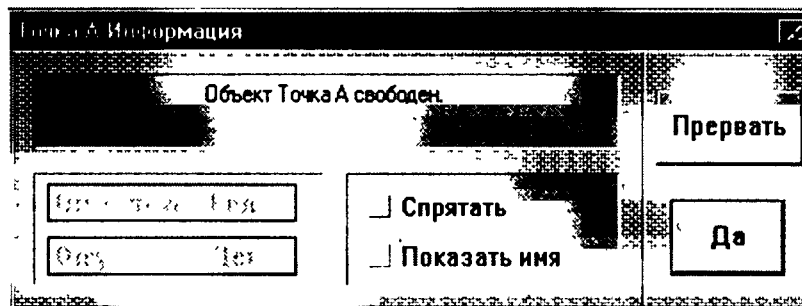 Точка А Информация
Объект Точка А свободен.
Прервать
Спрятать
Да
Показать имя